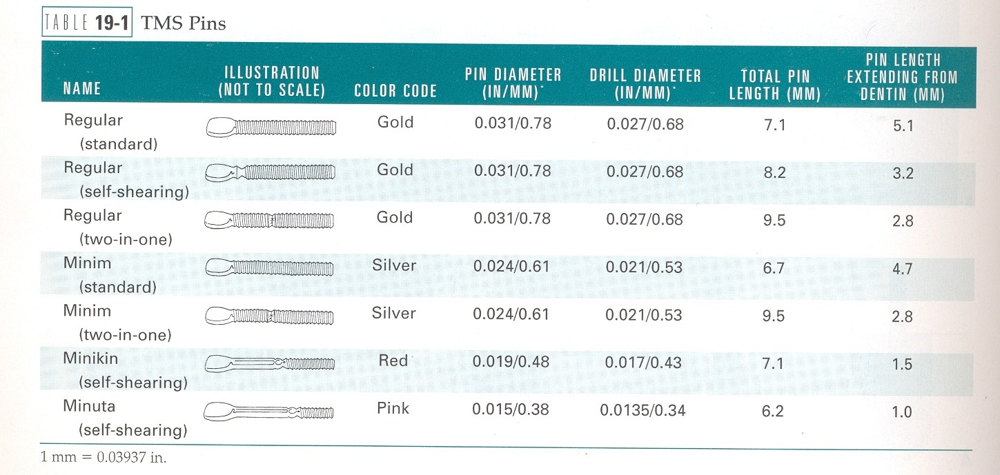 TABLE 19-1 TMS Pins
NAME ILLUSTRATION (NOT TO SCALE) COLOR CODE PIN DIAMETER (IN/MM)* DRILL DIAMETER (IN/MM)* TOTAL PIN LENGTH (MM) PIN LENGTH EXTENDING FROM DENTIN (MM)
Regular Gold 0.031/0.78 0.027/0.68 7.1 5.1
(standard)
Regular Gold 0.031/0.78 0.027/0.68 8.2 3.2
(self-shearing)
Regular Gold 0.031/0.78 0.027/0.68 9.5 2.8
(two-in-one)
Minim Silver 0.024/0.61 0.021/0.53 6.7 4.7
(standard)
Minim Silver 0.024/0.61 0.021/0.53 9.5 2.8
(two-in-one)
Minikin Red 0.019/0.48 0.017/0.43 7.1 1.5
(self-shearing)
Minuta Pink 0.015/0.38 0.0135/0.34 6.2 1.0
(self-shearing)
1 mm = 0.03937 in.